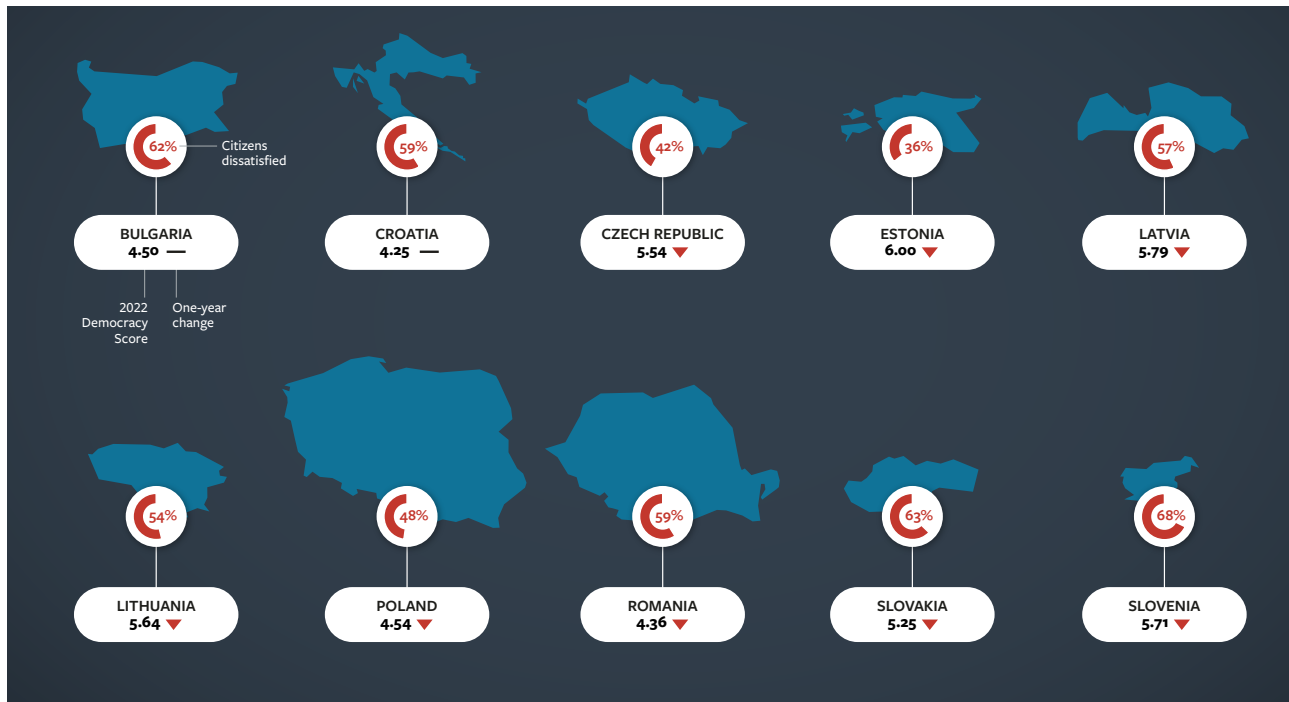 62%
Citizens
dissatisfied
59%
42%
36%
57%
BULGARIA
4.50 —
CROATIA
4.25 —
CZECH REPUBLIC
5.54 ▼
ESTONIA
6.00 ▼
LATVIA
5.79 ▼
2022
Democracy
Score
One-year
change
54%
48%
59%
63%
68%
LITHUANIA
5.64 ▼
POLAND
4.54 ▼
ROMANIA
4.36 ▼
SLOVAKIA
5.25 ▼
SLOVENIA
5.71 ▼